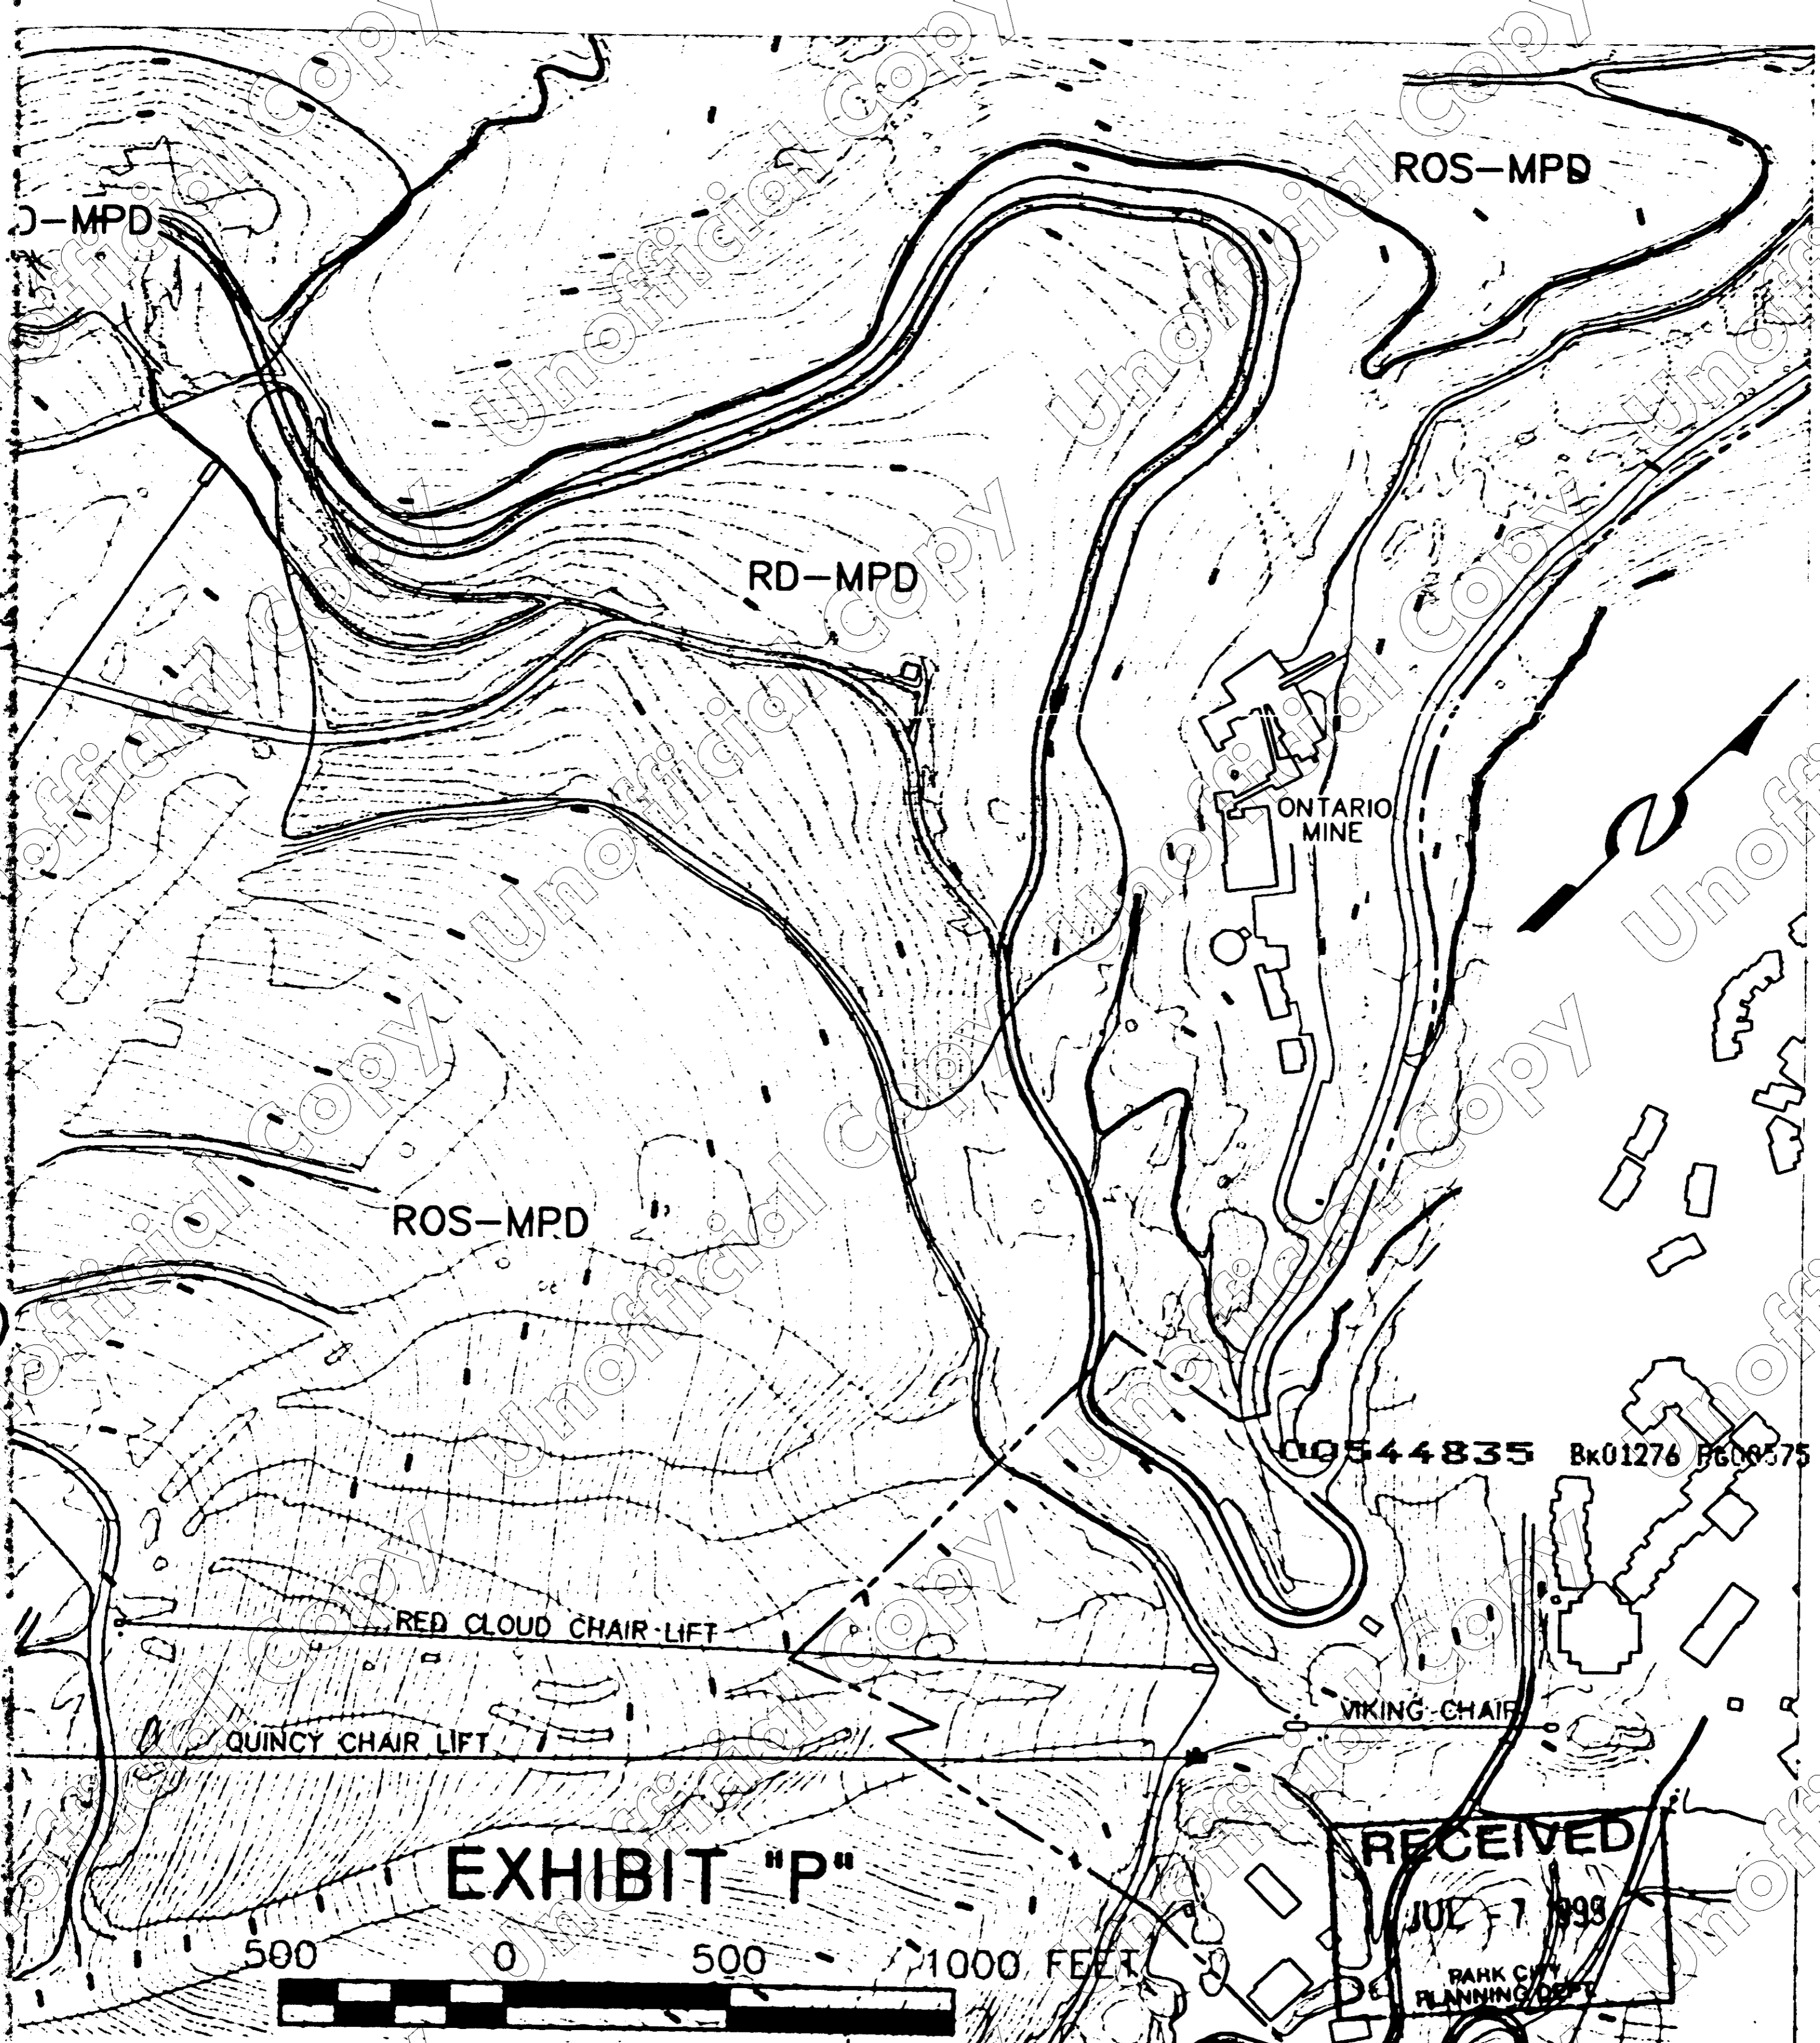 ROS-MPD
D-MPD
RD-MPD
ONTARIO
MINE
ROS-MPD
00544835 BK01276 PG00575
RED CLOUD CHAIR LIFT
VIKING CHAIR
QUINCY CHAIR LIFT
EXHIBIT "P"
RECEIVED
JUL - 7 1999
PARK CITY
PLANNING DEPT.
500 0 500 1000 FEET
Unofficial Copy